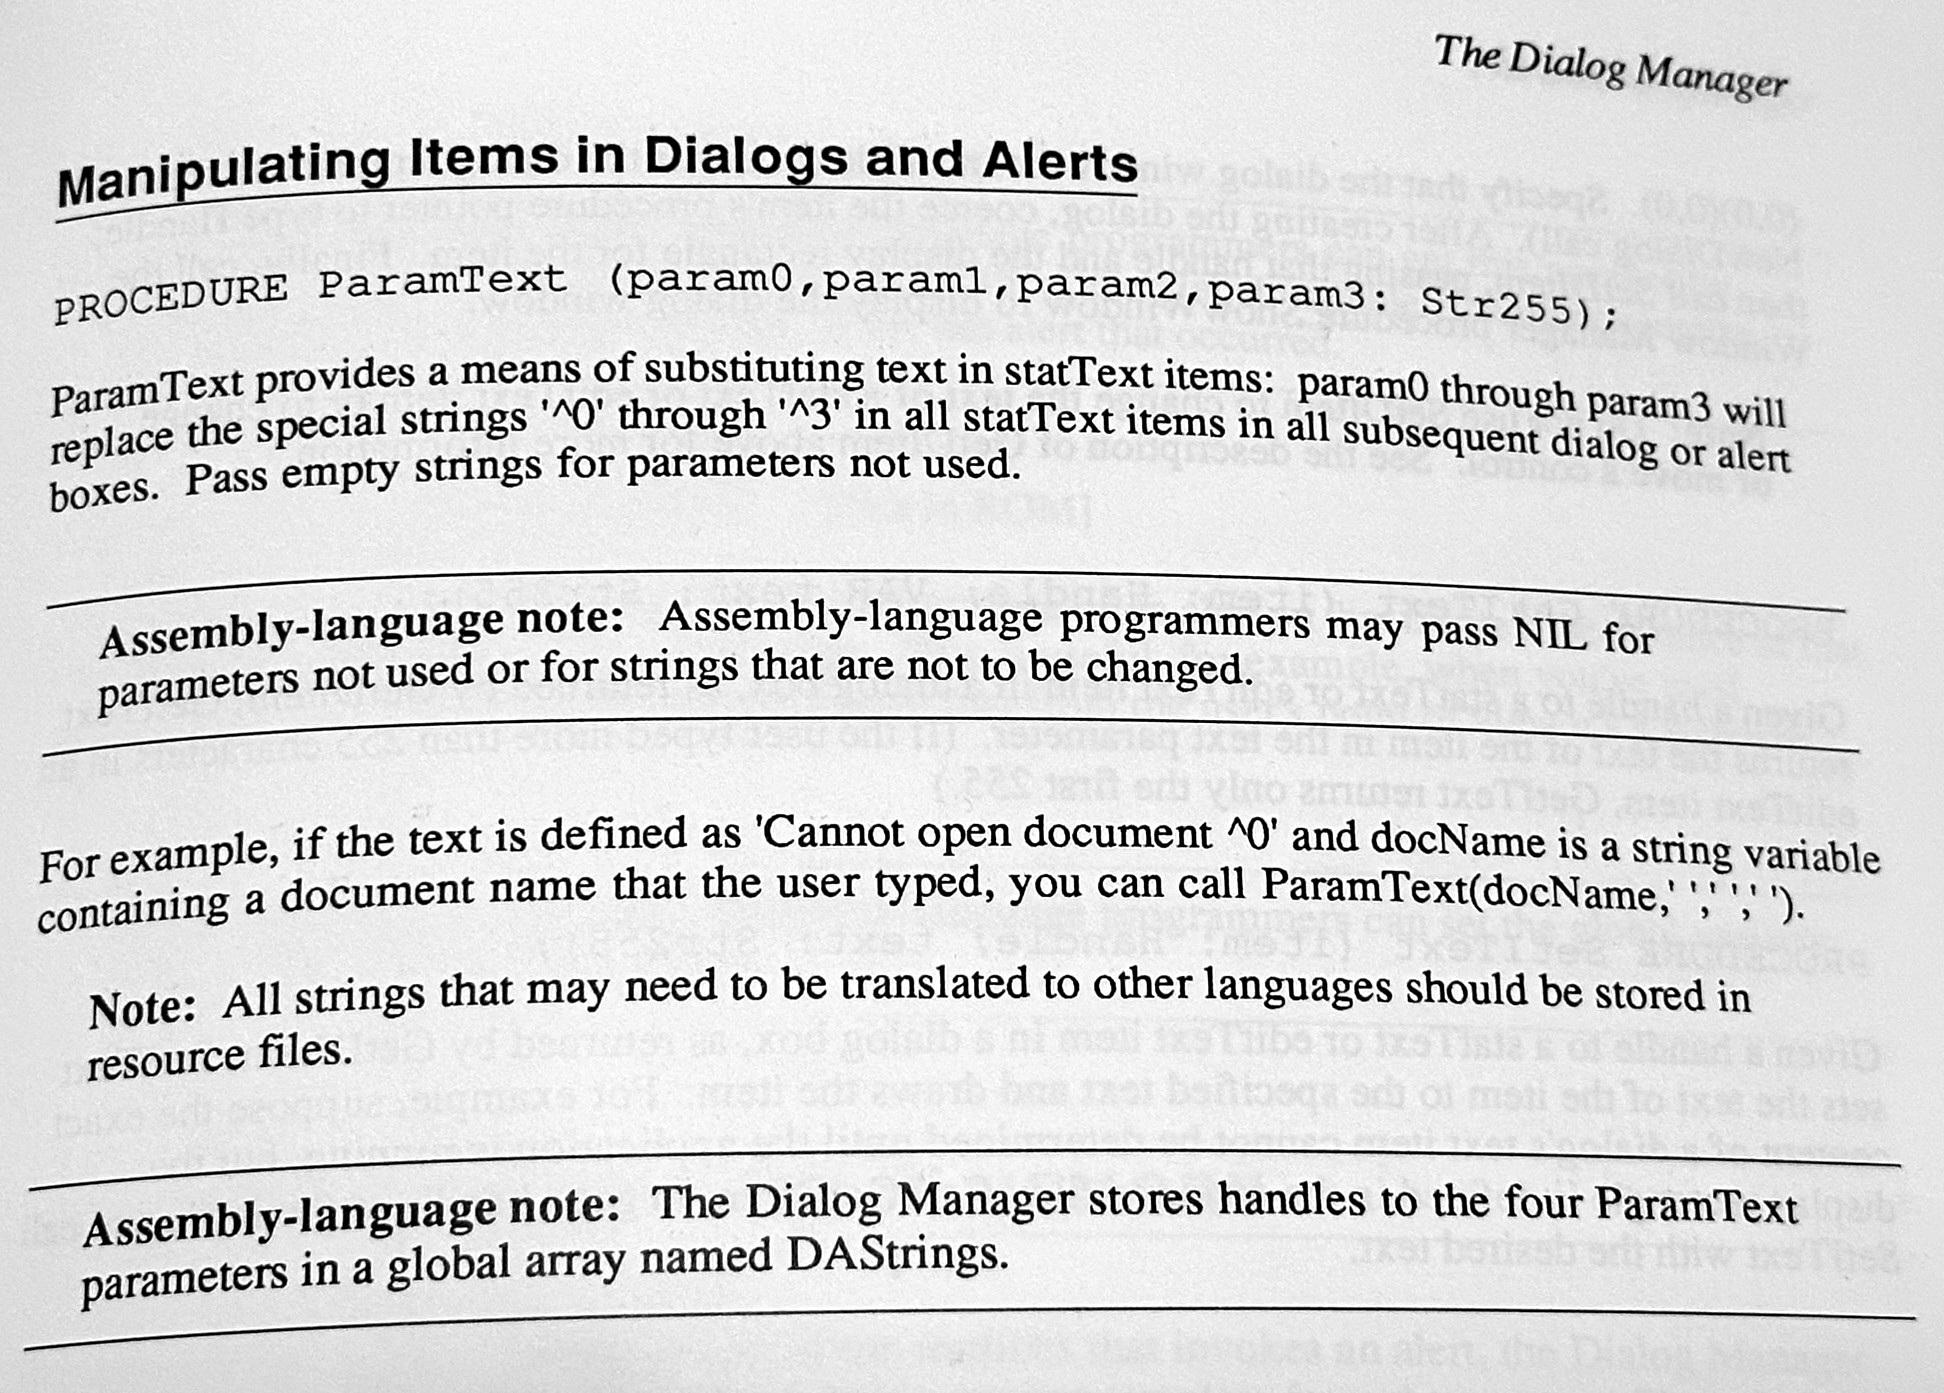 The Dialog Manager
Manipulating Items in Dialogs and Alerts
PROCEDURE ParamText (param0,param1,param2,param3: Str255);
ParamText provides a means of substituting text in statText items: param0 through param3 will
replace the special strings '^0' through '^3' in all statText items in all subsequent dialog or alert
boxes. Pass empty strings for parameters not used.
Assembly-language note: Assembly-language programmers may pass NIL for
parameters not used or for strings that are not to be changed.
For example, if the text is defined as 'Cannot open document ^0' and docName is a string variable
containing a document name that the user typed, you can call ParamText(docName,' ',' ',' ').
Note: All strings that may need to be translated to other languages should be stored in
resource files.
Assembly-language note: The Dialog Manager stores handles to the four ParamText
parameters in a global array named DAStrings.